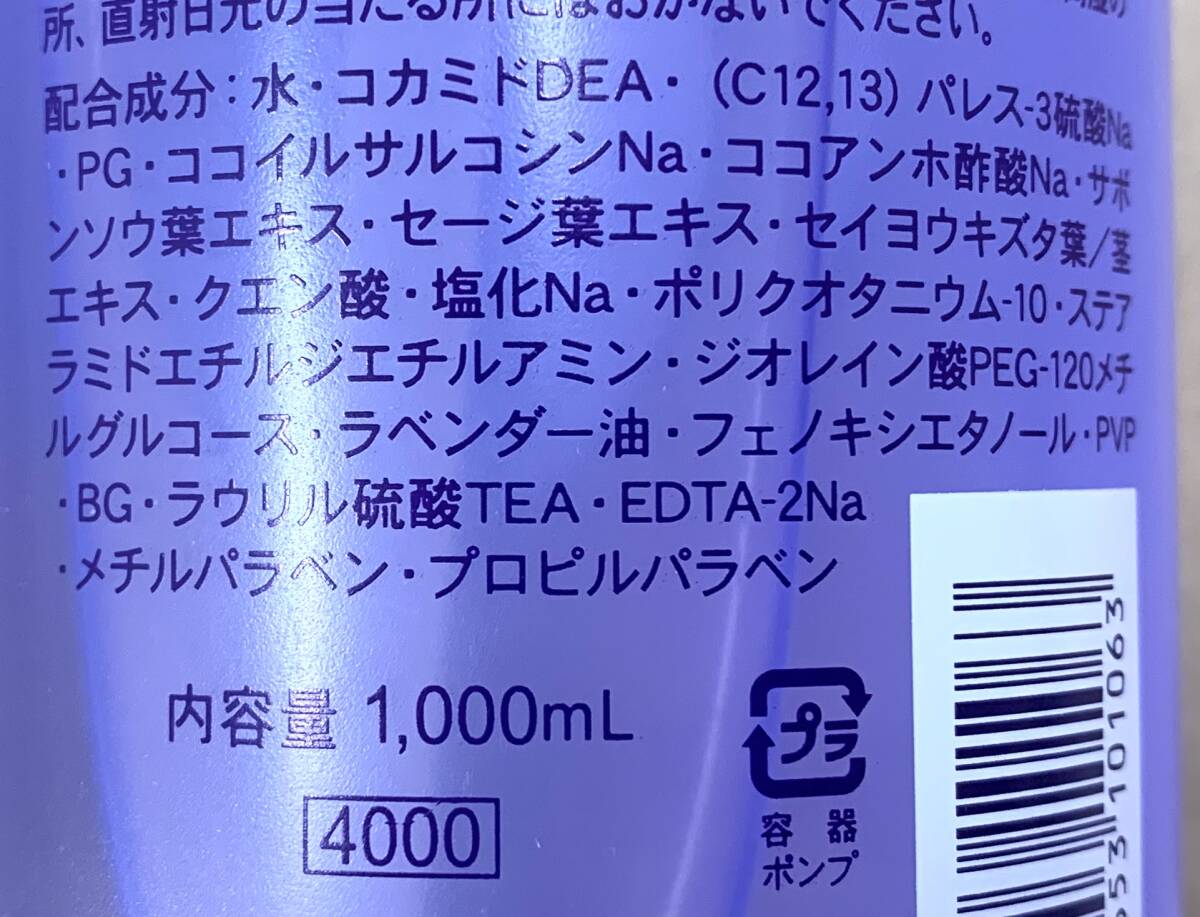 所、直射日光の当たる所にはおかないでください。
配合成分：水・コカミドDEA・（C12,13）パレス-3硫酸Na
・PG・ココイルサルコシンNa・ココアンホ酢酸Na・サボ
ンソウ葉エキス・セージ葉エキス・セイヨウキズタ葉/茎
エキス・クエン酸・塩化Na・ポリクオタニウム-10・ステア
ラミドエチルジエチルアミン・ジオレイン酸PEG-120メチ
ルグルコース・ラベンダー油・フェノキシエタノール・PVP
・BG・ラウリル硫酸TEA・EDTA-2Na
・メチルパラベン・プロピルパラベン
内容量 1,000mL
4000
プラ
容器
ポンプ
53101063